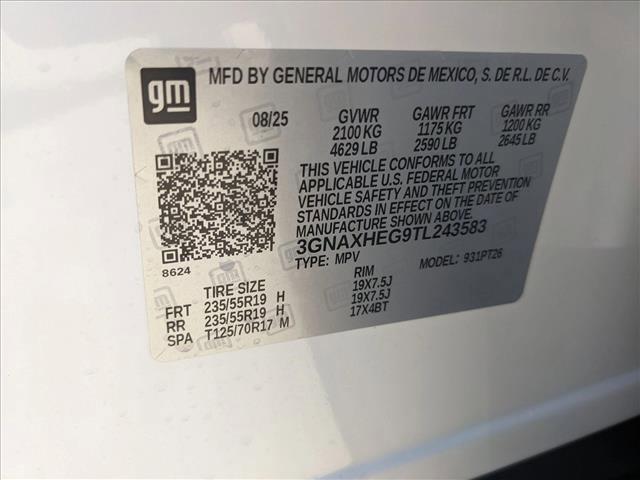 gm
MFD BY GENERAL MOTORS DE MEXICO, S. DE R.L. DE C.V.
08/25 GVWR GAWR FRT GAWR RR
2100 KG 1175 KG 1200 KG
4629 LB 2590 LB 2645 LB
THIS VEHICLE CONFORMS TO ALL
APPLICABLE U.S. FEDERAL MOTOR
VEHICLE SAFETY AND THEFT PREVENTION
STANDARDS IN EFFECT ON THE DATE OF
MANUFACTURE SHOWN ABOVE.
3GNAXHEG9TL243583
TYPE: MPV MODEL: 931PT26
8624
TIRE SIZE RIM
FRT 235/55R19 H 19X7.5J
RR 235/55R19 H 19X7.5J
SPA T125/70R17 M 17X4BT